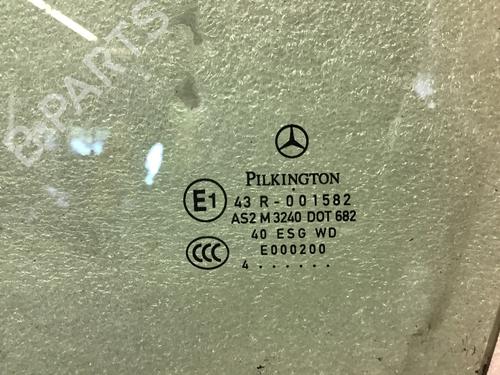 B-PARTS
PILKINGTON
E1 43 R - 001582
AS2 M 3240 DOT 682
40 ESG WD
CCC E000200
4 . . . . . .